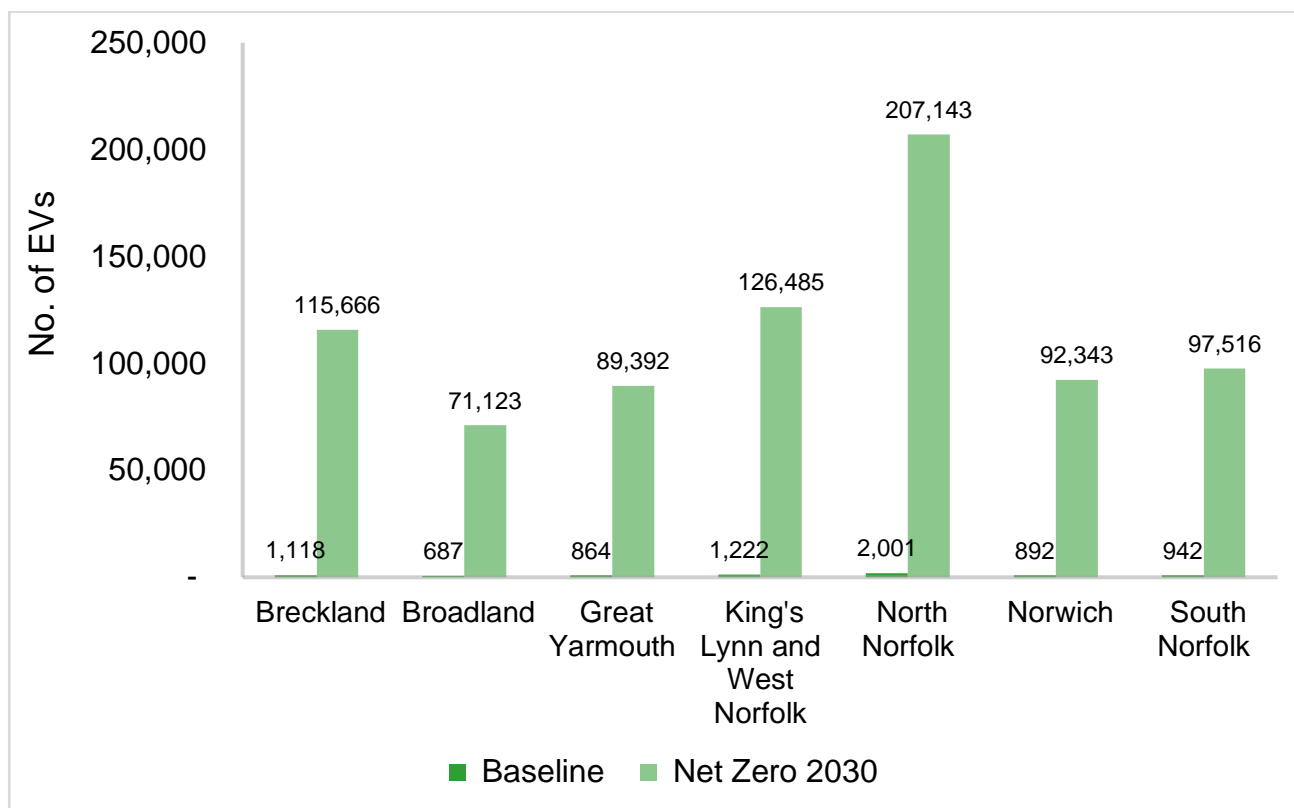 250,000
200,000
150,000
100,000
50,000
-
No. of EVs
115,666
71,123
89,392
126,485
207,143
92,343
97,516
1,118
687
864
1,222
2,001
892
942
Breckland
Broadland
Great
Yarmouth
King's
Lynn and
West
Norfolk
North
Norfolk
Norwich
South
Norfolk
Baseline
Net Zero 2030